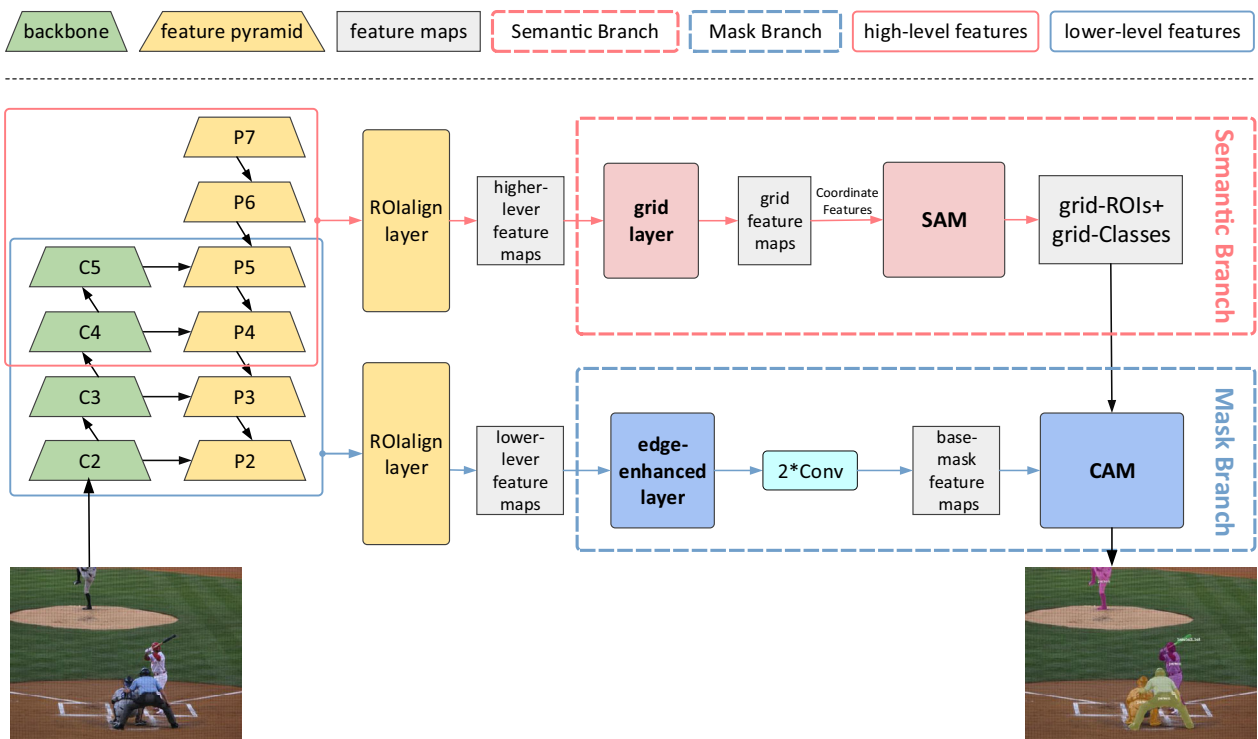 backbone
feature pyramid
feature maps
Semantic Branch
Mask Branch
high-level features
lower-level features
P7
P6
C5
P5
C4
P4
C3
P3
C2
P2
ROIalign
layer
higher-
lever
feature
maps
grid
layer
grid
feature
maps
Coordinate
Features
SAM
grid-ROIs+
grid-Classes
Semantic Branch
ROIalign
layer
lower-
lever
feature
maps
edge-
enhanced
layer
2*Conv
base-
mask
feature
maps
CAM
Mask Branch